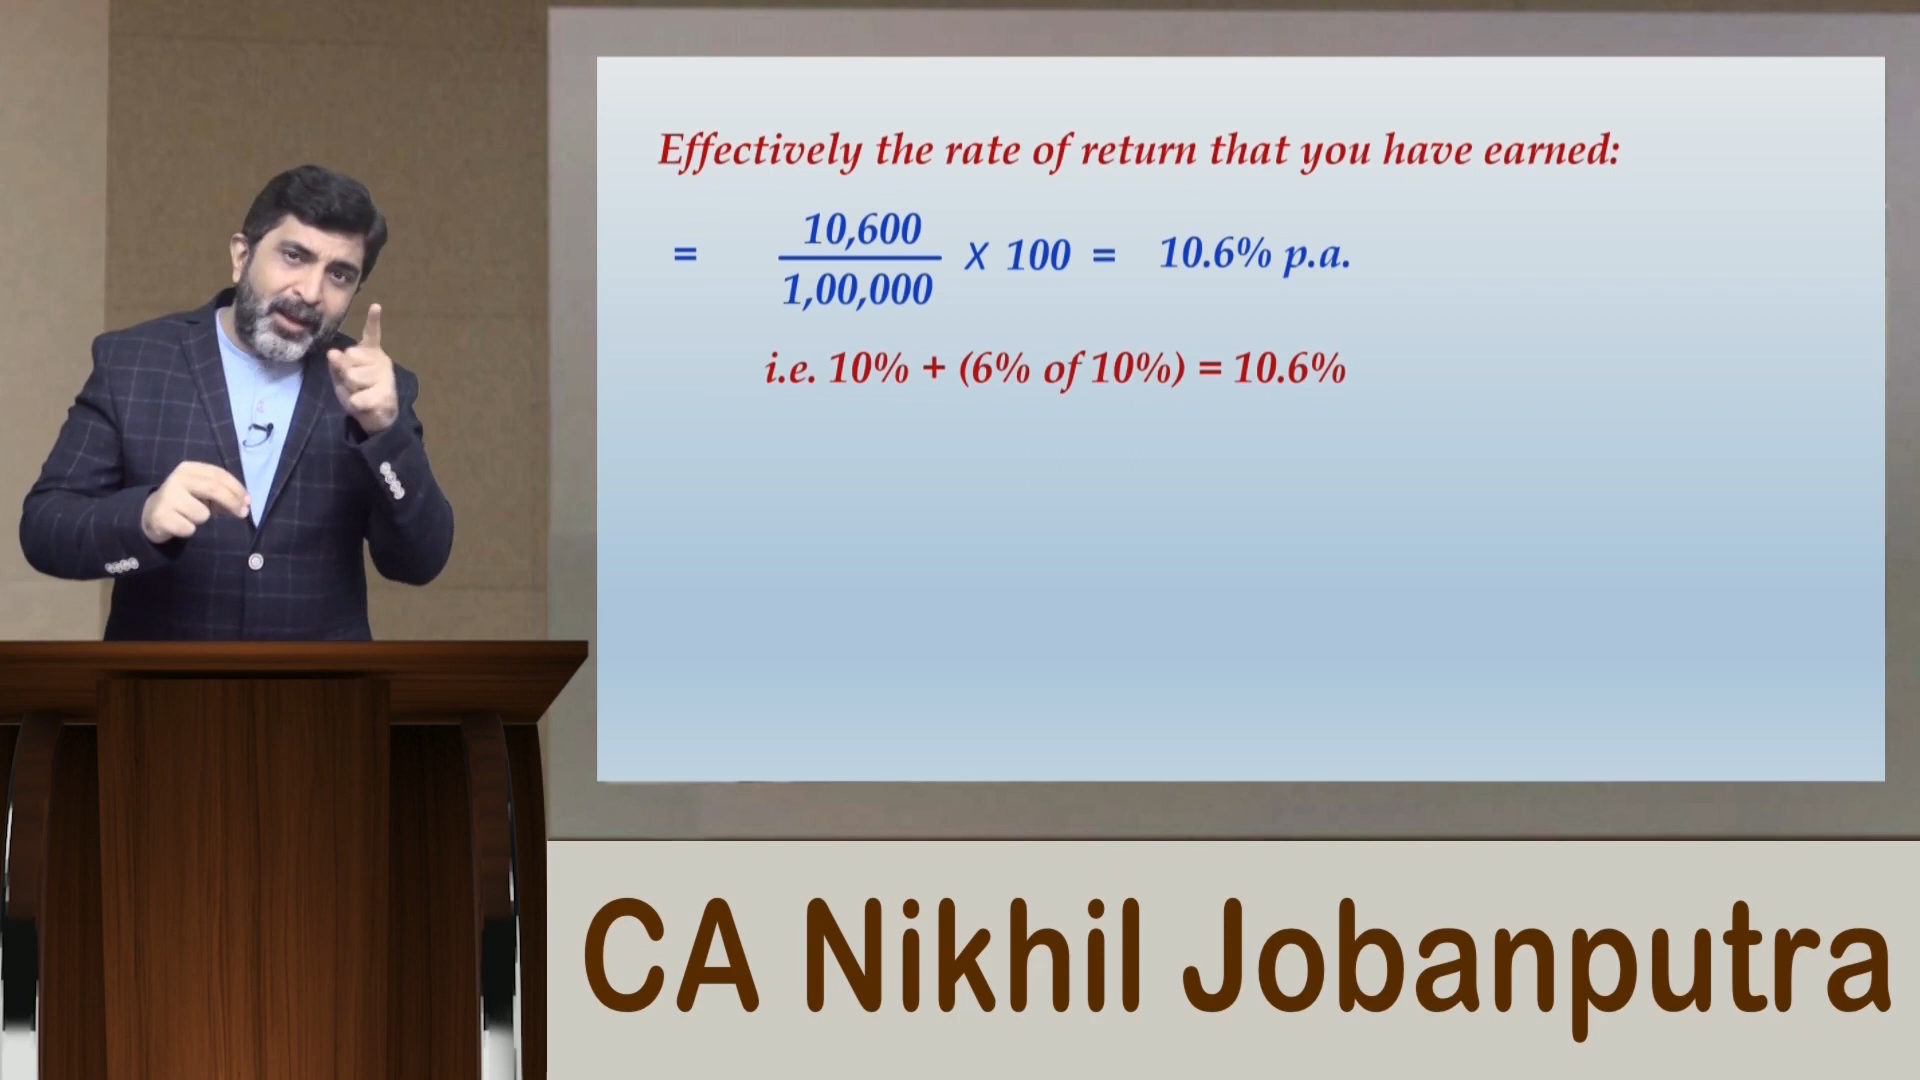 Effectively the rate of return that you have earned:
= 10,600 / 1,00,000 X 100 = 10.6% p.a.
i.e. 10% + (6% of 10%) = 10.6%
CA Nikhil Jobanputra